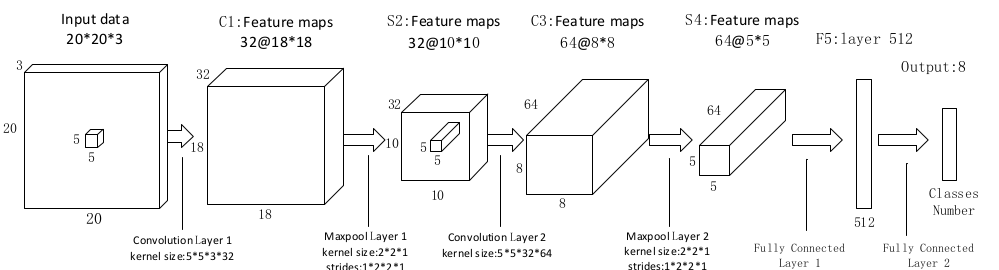 Input data
20*20*3
C1:Feature maps
32@18*18
S2:Feature maps
32@10*10
C3:Feature maps
64@8*8
S4:Feature maps
64@5*5
F5:layer 512
Output:8
3
20
5
5
20
32
18
18
32
10
5
5
10
64
8
8
64
5
5
512
Classes
Number
Convolution Layer 1
kernel size:5*5*3*32
Maxpool Layer 1
kernel size:2*2*1
strides:1*2*2*1
Convolution Layer 2
kernel size:5*5*32*64
Maxpool Layer 2
kernel size:2*2*1
strides:1*2*2*1
Fully Connected
Layer 1
Fully Connected
Layer 2